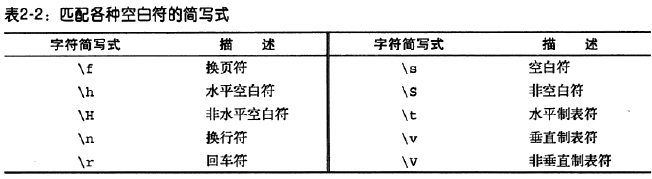 表2-2：匹配各种空白符的简写式
字符简写式 描 述 字符简写式 描 述
\f 换页符 \s 空白符
\h 水平空白符 \S 非空白符
\H 非水平空白符 \t 水平制表符
\n 换行符 \v 垂直制表符
\r 回车符 \V 非垂直制表符